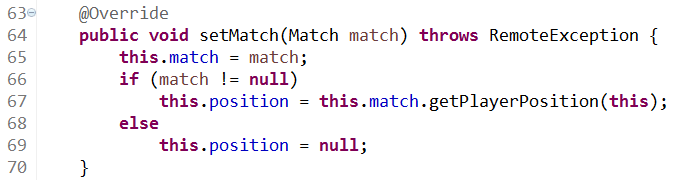 63 @Override
64 public void setMatch(Match match) throws RemoteException {
65 this.match = match;
66 if (match != null)
67 this.position = this.match.getPlayerPosition(this);
68 else
69 this.position = null;
70 }